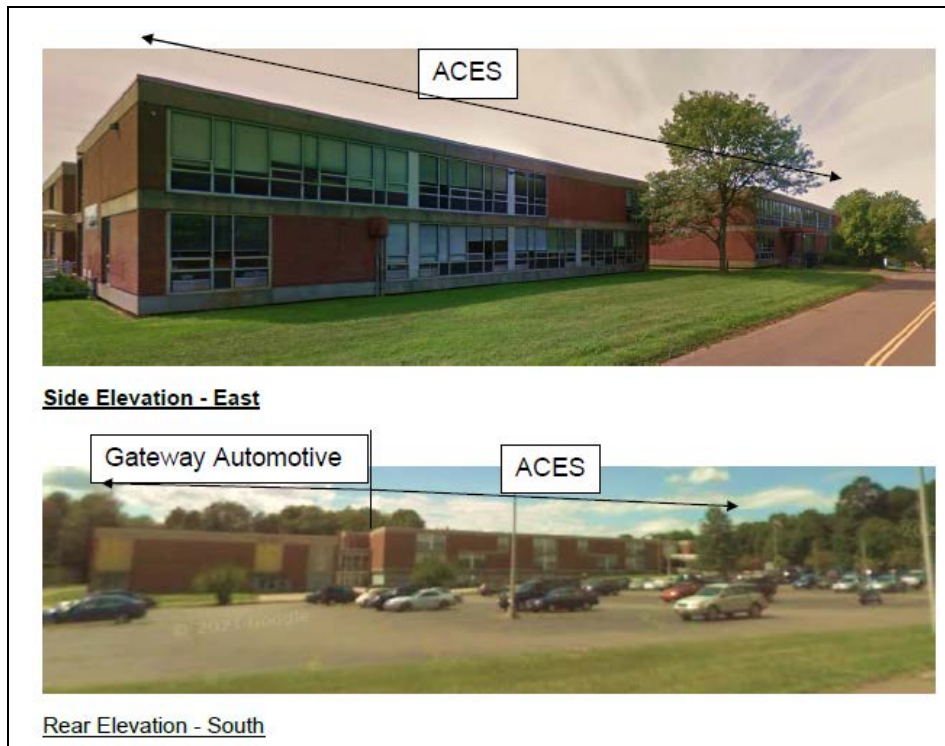 ACES
Side Elevation - East
Gateway Automotive
ACES
© 2021 Google
Rear Elevation - South